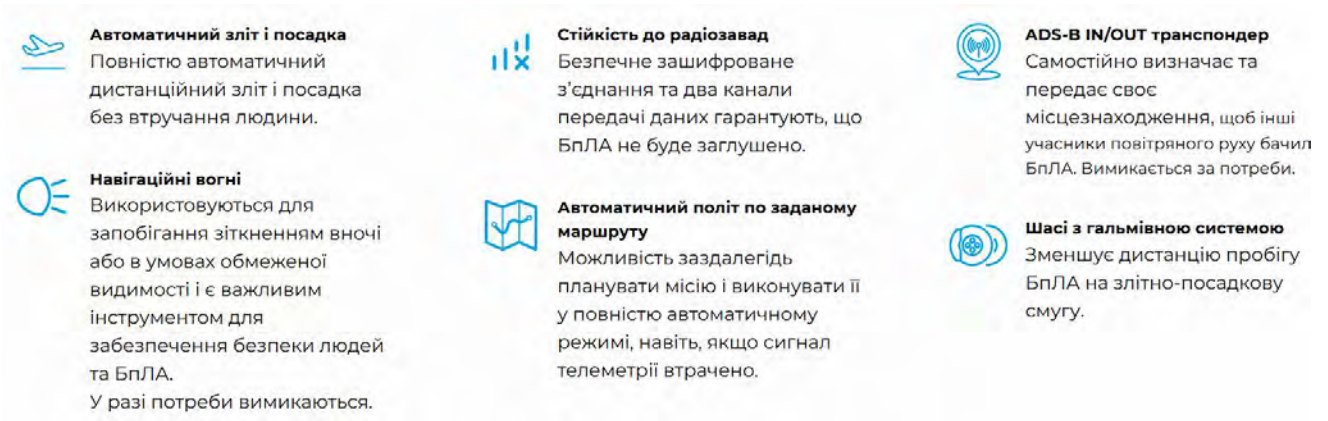 Автоматичний зліт і посадка
Повністю автоматичний
дистанційний зліт і посадка
без втручання людини.
Навігаційні вогні
Використовуються для
запобігання зіткненням вночі
або в умовах обмеженої
видимості і є важливим
інструментом для
забезпечення безпеки людей
та БпЛА.
У разі потреби вимикаються.
Стійкість до радіозавад
Безпечне зашифроване
з’єднання та два канали
передачі даних гарантують, що
БпЛА не буде заглушено.
Автоматичний політ по заданому
маршруту
Можливість заздалегідь
планувати місію і виконувати її
у повністю автоматичному
режимі, навіть, якщо сигнал
телеметрії втрачено.
ADS-B IN/OUT транспондер
Самостійно визначає та
передає своє
місцезнаходження, щоб інші
учасники повітряного руху бачил
БпЛА. Вимикається за потреби.
Шасі з гальмівною системою
Зменшує дистанцію пробігу
БпЛА на злітно-посадкову
смугу.